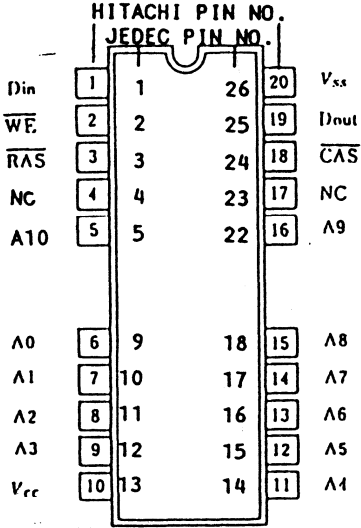 HITACHI PIN NO.
JEDEC PIN NO.
Din 1 1 26 20 Vss
WE 2 2 25 19 Dout
RAS 3 3 24 18 CAS
NC 4 4 23 17 NC
A10 5 5 22 16 A9
A0 6 9 18 15 A8
A1 7 10 17 14 A7
A2 8 11 16 13 A6
A3 9 12 15 12 A5
Vcc 10 13 14 11 A4